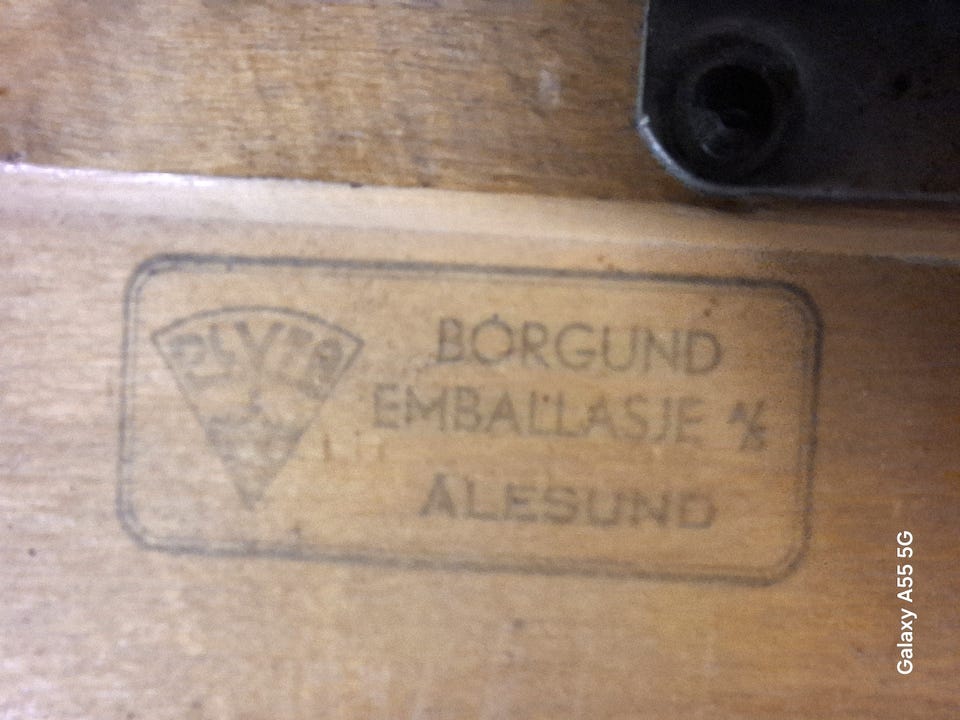 BORGUND
EMBALLASJE A/S
ÅLESUND
Galaxy A55 5G